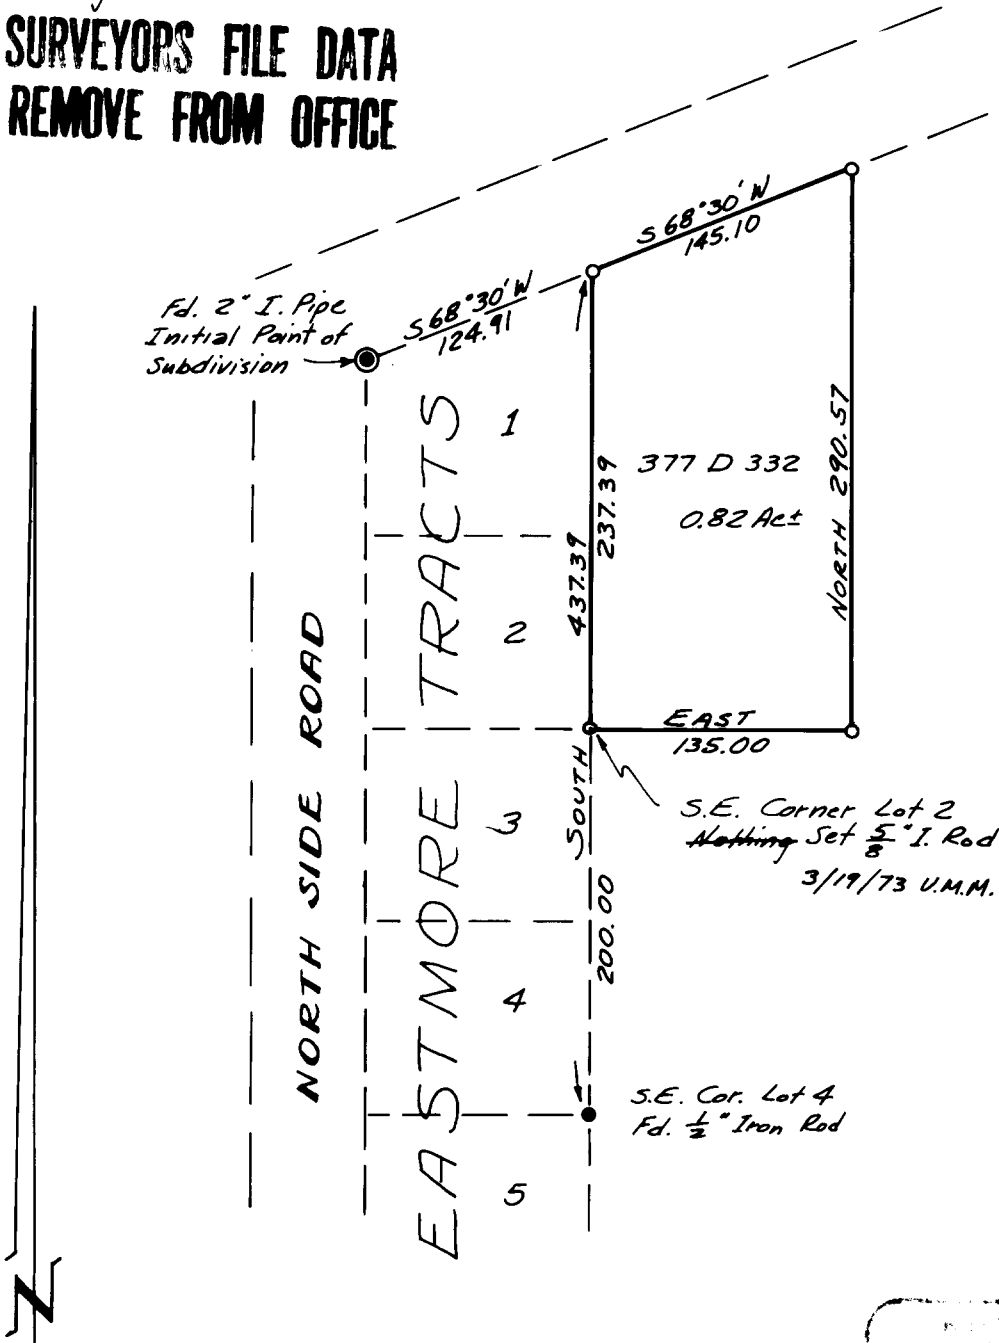 SURVEYORS FILE DATA
REMOVE FROM OFFICE
S 68°30' W
145.10
Fd. 2" I. Pipe
Initial Point of
Subdivision
S 68°30' W
124.91
EASTMORE TRACTS
1
2
3
4
5
NORTH SIDE ROAD
377 D 332
0.82 Ac±
237.39
437.39
NORTH 290.57
EAST
135.00
SOUTH
200.00
S.E. Corner Lot 2
Nothing Set 5/8" I. Rod
3/19/73 V.M.M.
S.E. Cor. Lot 4
Fd. 1/2" Iron Rod
N